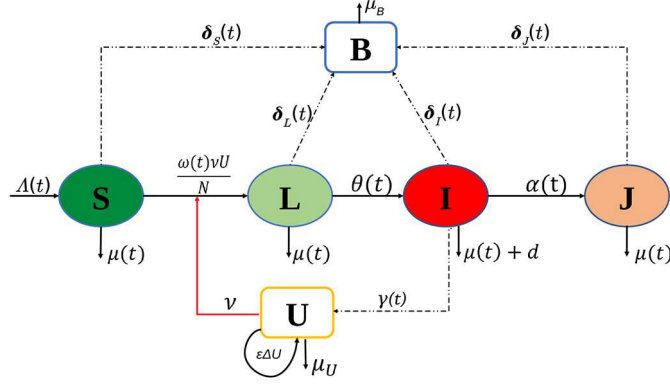 μ_B
B
δ_S(t)
δ_J(t)
δ_L(t)
δ_I(t)
Λ(t)
S
ω(t)νU
N
L
θ(t)
I
α(t)
J
μ(t)
μ(t)
μ(t) + d
μ(t)
ν
U
γ(t)
εΔU
μ_U